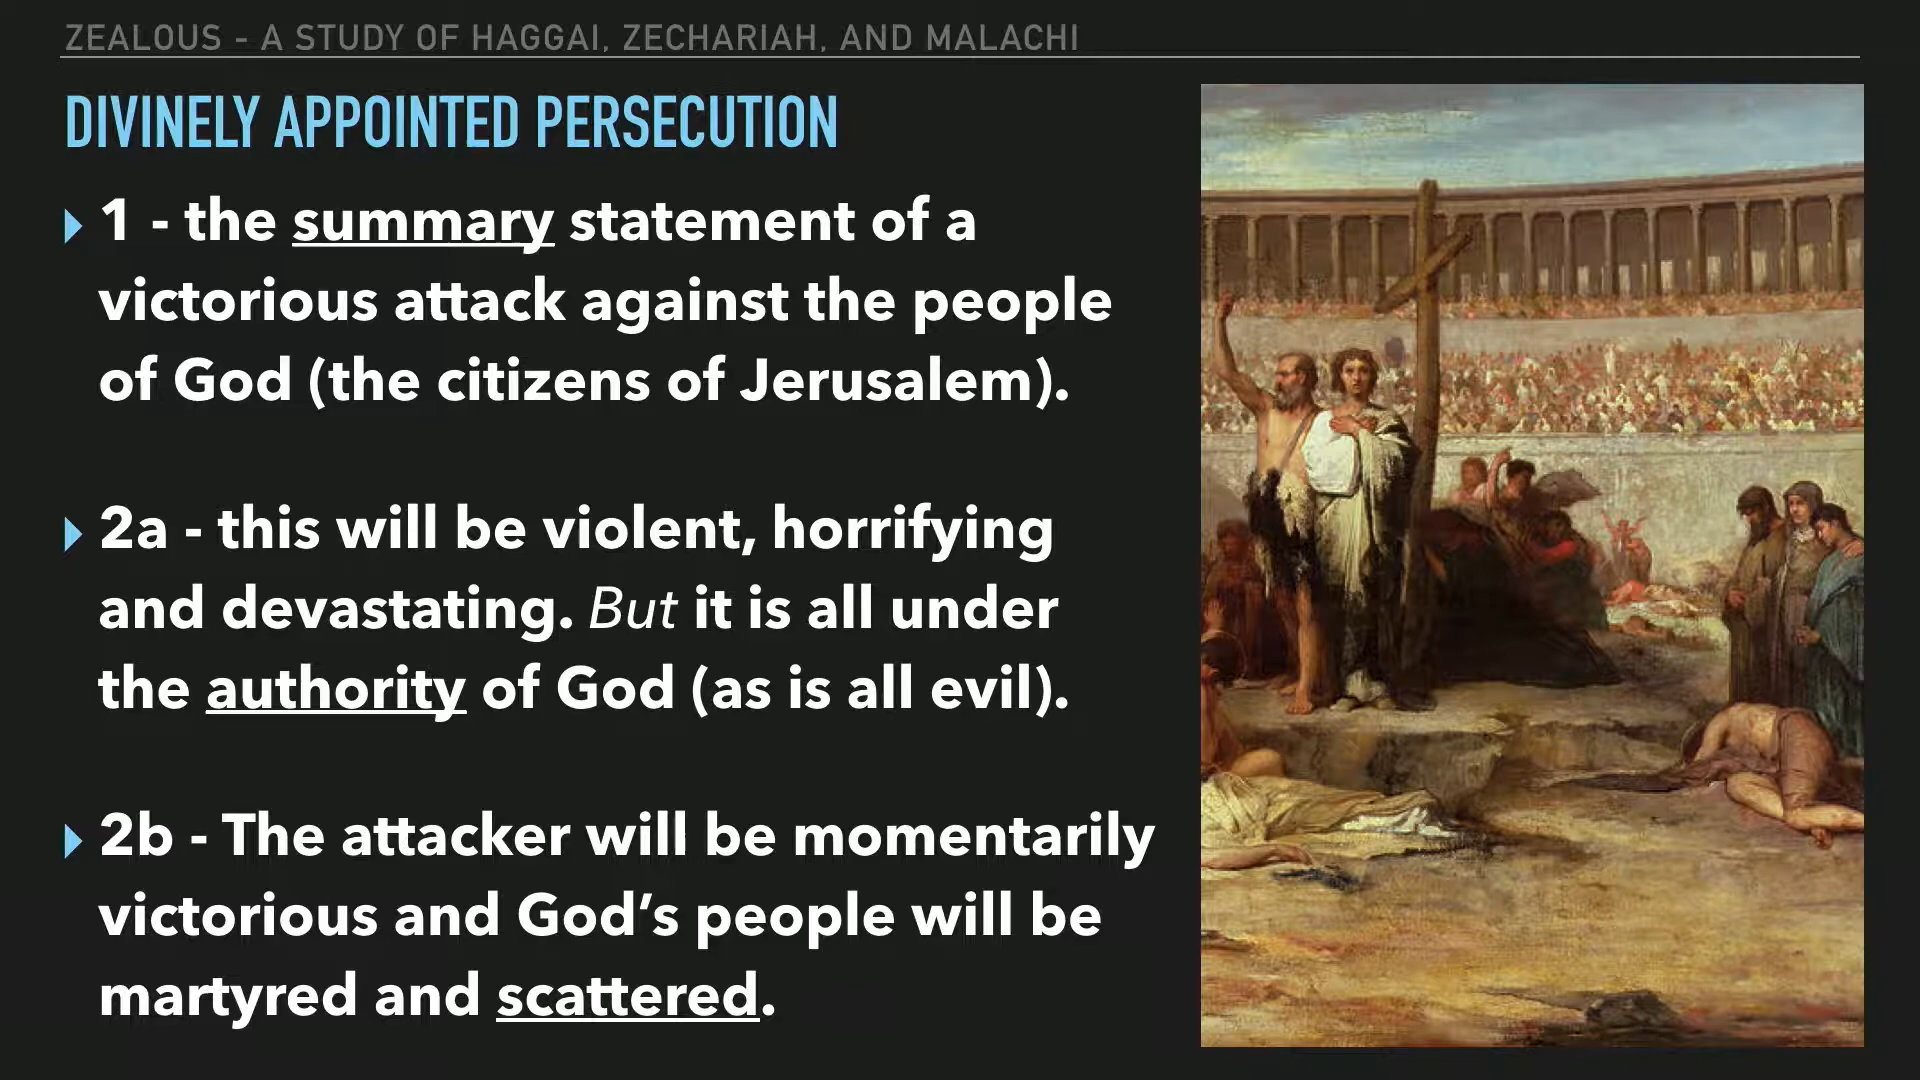 ZEALOUS - A STUDY OF HAGGAI, ZECHARIAH, AND MALACHI
DIVINELY APPOINTED PERSECUTION
1 - the summary statement of a
victorious attack against the people
of God (the citizens of Jerusalem).
2a - this will be violent, horrifying
and devastating. But it is all under
the authority of God (as is all evil).
2b - The attacker will be momentarily
victorious and God’s people will be
martyred and scattered.